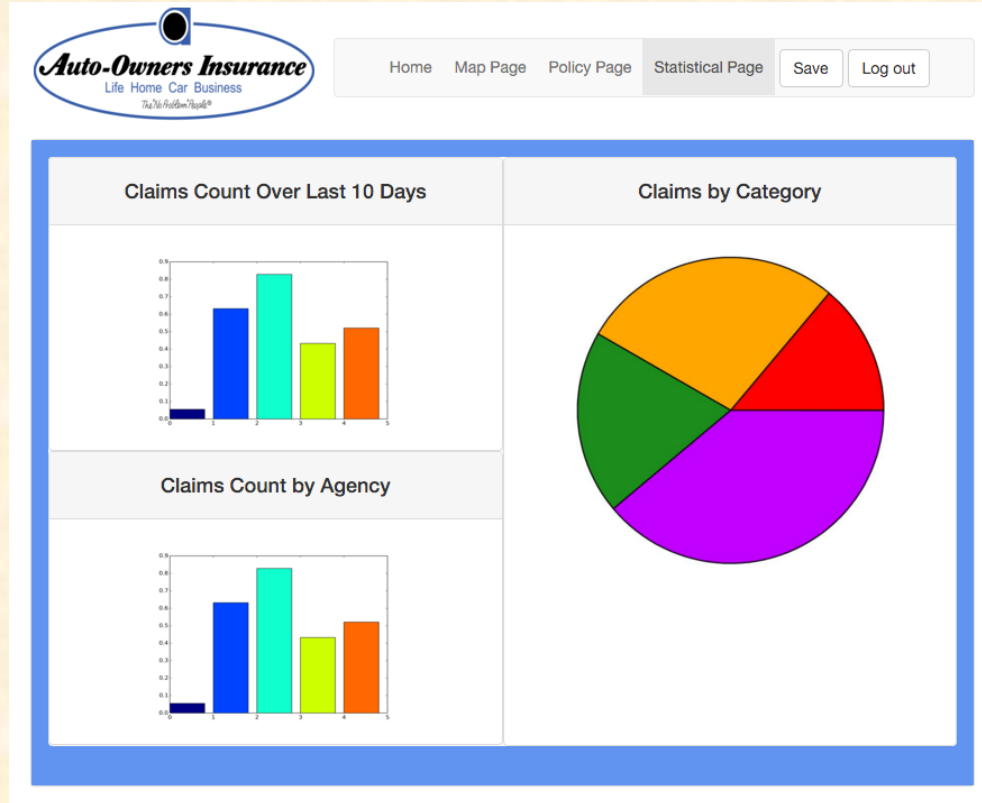 Auto-Owners Insurance
Life Home Car Business
The "No Problem" People®
Home Map Page Policy Page Statistical Page Save Log out
Claims Count Over Last 10 Days
0.9
0.8
0.7
0.6
0.5
0.4
0.3
0.2
0.1
0.0
0 1 2 3 4 5
Claims Count by Agency
0.9
0.8
0.7
0.6
0.5
0.4
0.3
0.2
0.1
0.0
0 1 2 3 4 5
Claims by Category